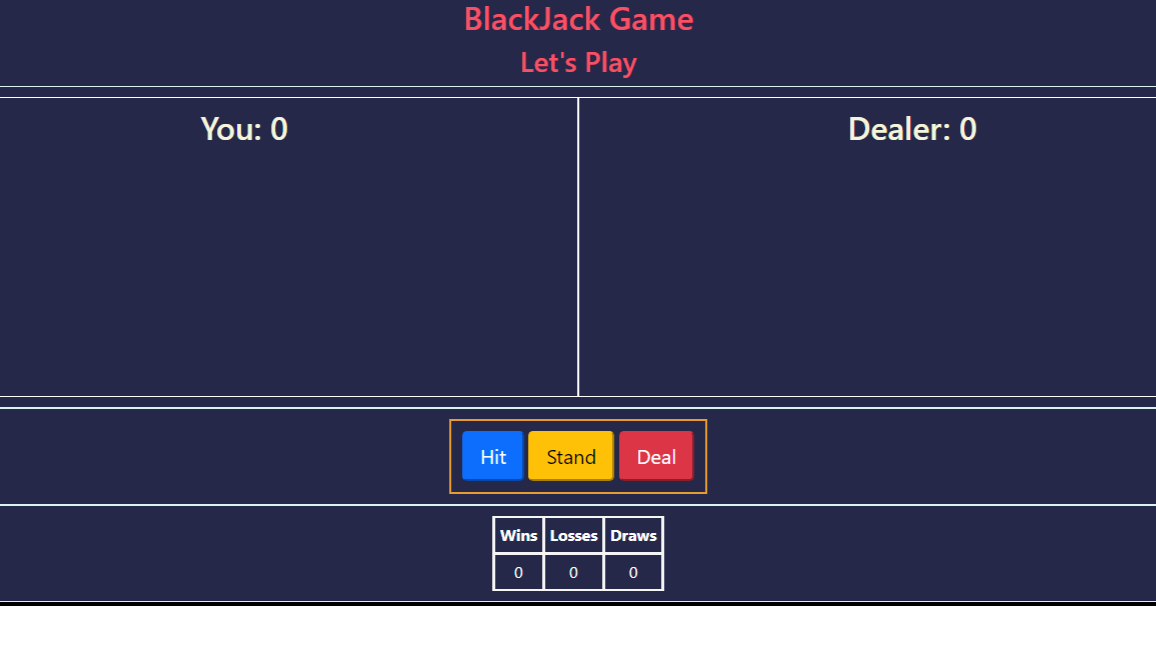 BlackJack Game
Let's Play
You: 0 Dealer: 0
Hit Stand Deal
Wins Losses Draws
0 0 0